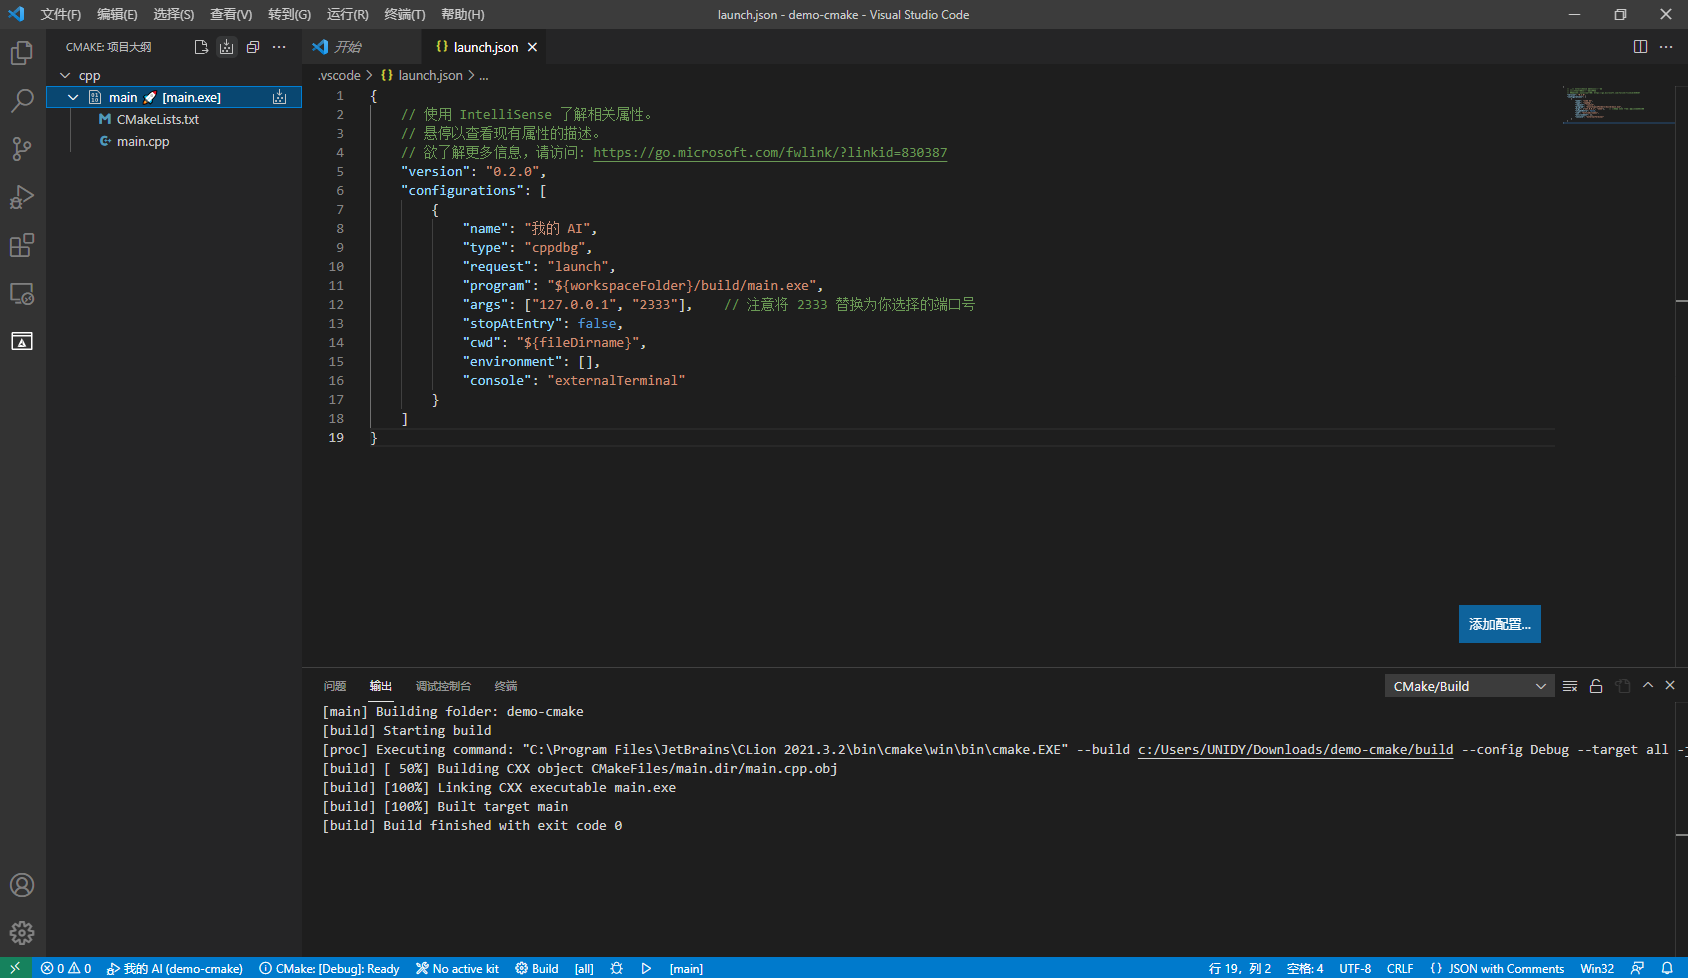 文件(F) 编辑(E) 选择(S) 查看(V) 转到(G) 运行(R) 终端(T) 帮助(H) launch.json - demo-cmake - Visual Studio Code
CMAKE: 项目大纲
开始
{} launch.json
cpp
main 🚀 [main.exe]
CMakeLists.txt
main.cpp
.vscode > {} launch.json > ...
1 {
2 // 使用 IntelliSense 了解相关属性。
3 // 悬停以查看现有属性的描述。
4 // 欲了解更多信息，请访问: https://go.microsoft.com/fwlink/?linkid=830387
5 "version": "0.2.0",
6 "configurations": [
7 {
8 "name": "我的 AI",
9 "type": "cppdbg",
10 "request": "launch",
11 "program": "${workspaceFolder}/build/main.exe",
12 "args": ["127.0.0.1", "2333"], // 注意将 2333 替换为你选择的端口号
13 "stopAtEntry": false,
14 "cwd": "${fileDirname}",
15 "environment": [],
16 "console": "externalTerminal"
17 }
18 ]
19 }
添加配置...
问题 输出 调试控制台 终端 CMake/Build
[main] Building folder: demo-cmake
[build] Starting build
[proc] Executing command: "C:\Program Files\JetBrains\CLion 2021.3.2\bin\cmake\win\bin\cmake.EXE" --build c:/Users/UNIDY/Downloads/demo-cmake/build --config Debug --target all -j
[build] [ 50%] Building CXX object CMakeFiles/main.dir/main.cpp.obj
[build] [100%] Linking CXX executable main.exe
[build] [100%] Built target main
[build] Build finished with exit code 0
0 0 我的 AI (demo-cmake) CMake: [Debug]: Ready No active kit Build [all] [main] 行 19，列 2 空格: 4 UTF-8 CRLF {} JSON with Comments Win32